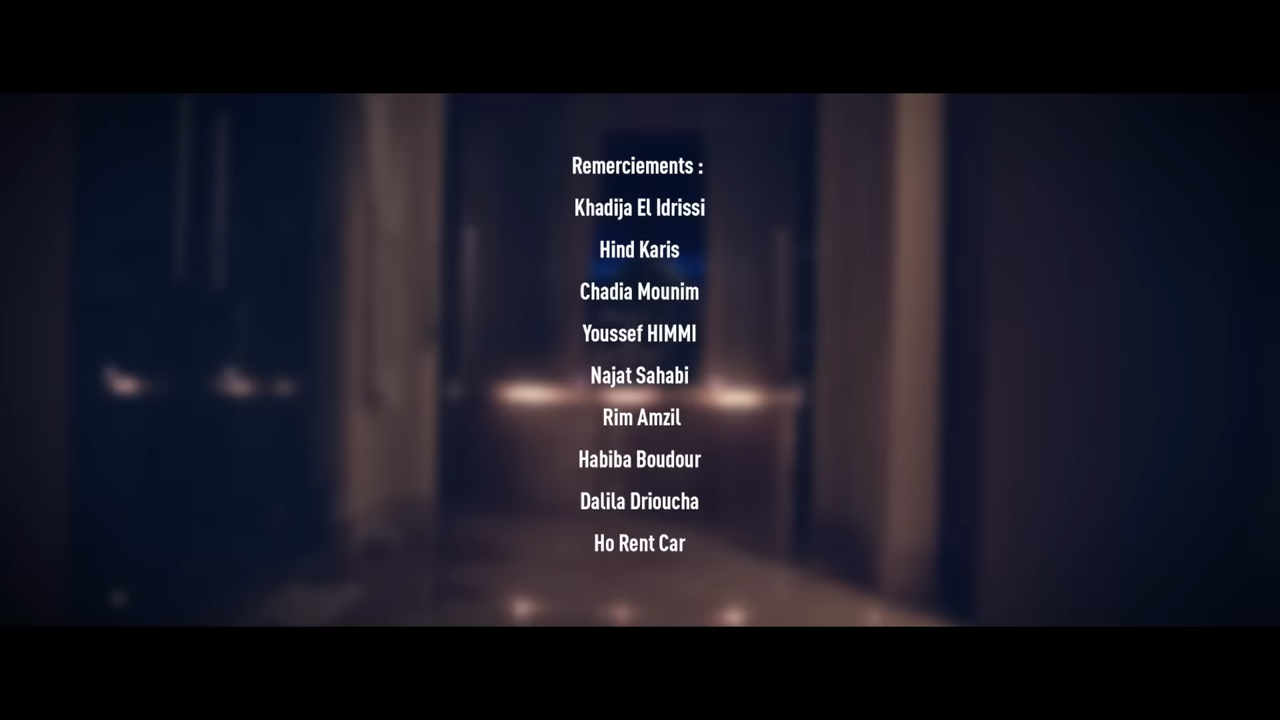 Remerciements :
Khadija El Idrissi
Hind Karis
Chadia Mounim
Youssef HIMMI
Najat Sahabi
Rim Amzil
Habiba Boudour
Dalila Drioucha
Ho Rent Car